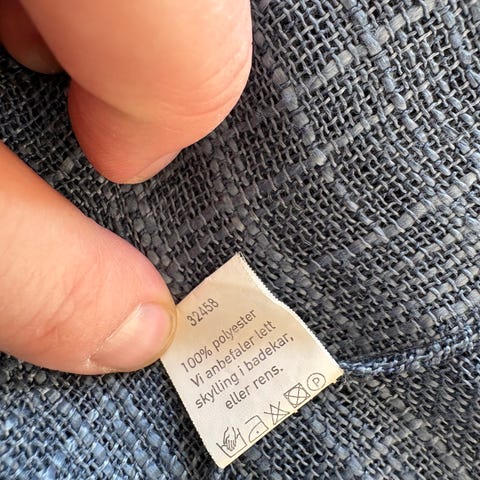 32458
100% polyester
Vi anbefaler lett
skylling i badekar,
eller rens.
P